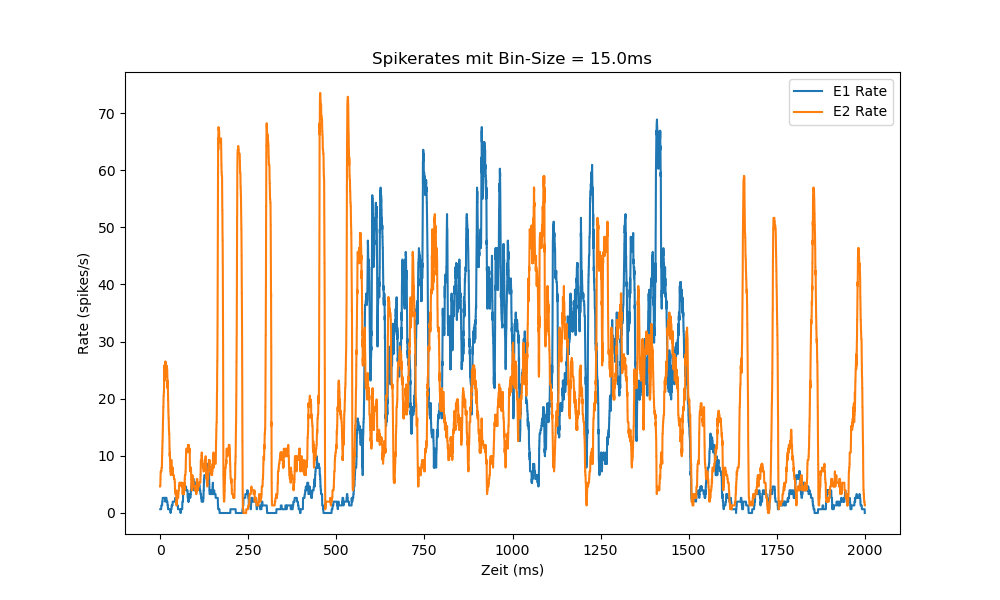 Spikerates mit Bin-Size = 15.0ms
E1 Rate
E2 Rate
Rate (spikes/s)
70
60
50
40
30
20
10
0
0 250 500 750 1000 1250 1500 1750 2000
Zeit (ms)